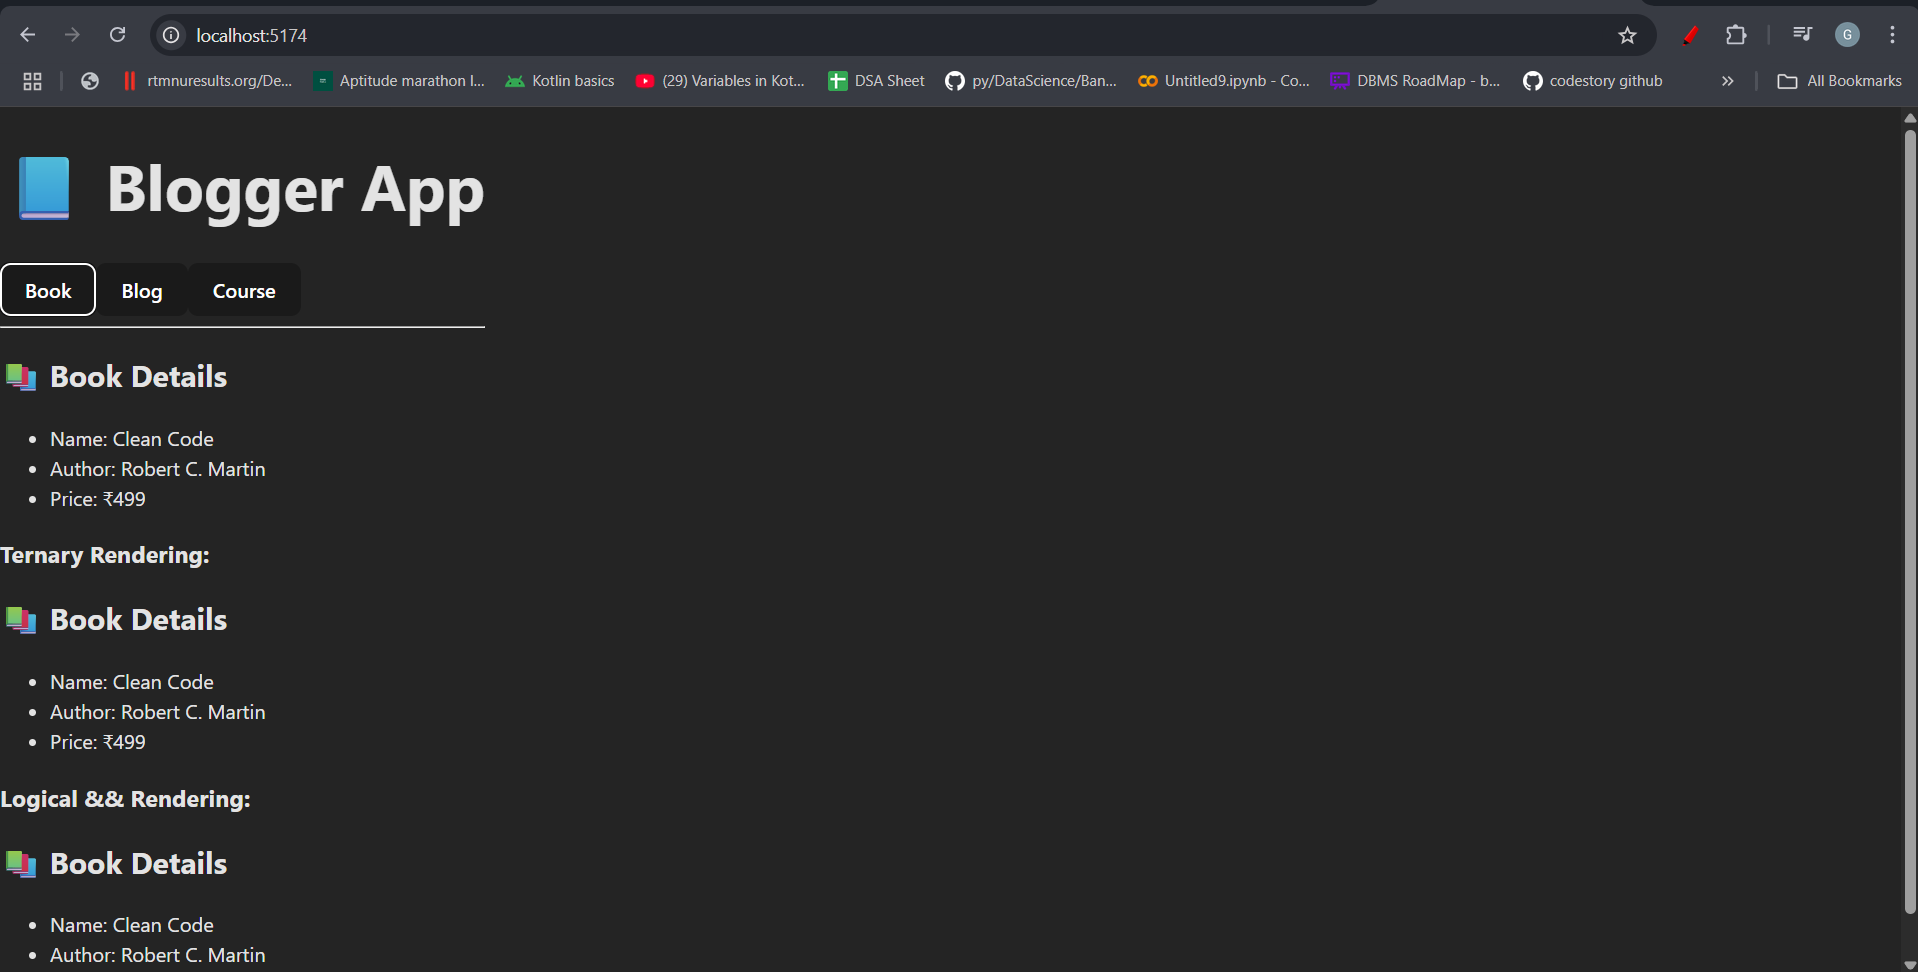 localhost:5174
G
rtmnuresults.org/De...
Aptitude marathon I...
Kotlin basics
(29) Variables in Kot...
DSA Sheet
py/DataScience/Ban...
Untitled9.ipynb - Co...
DBMS RoadMap - b...
codestory github
»
All Bookmarks
Blogger App
Book
Blog
Course
Book Details
• Name: Clean Code
• Author: Robert C. Martin
• Price: ₹499
Ternary Rendering:
Book Details
• Name: Clean Code
• Author: Robert C. Martin
• Price: ₹499
Logical && Rendering:
Book Details
• Name: Clean Code
• Author: Robert C. Martin